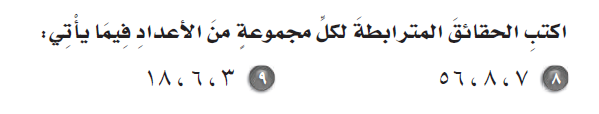 اكتبِ الحقائقَ المترابطةَ لكلِّ مجموعةٍ منَ الأعدادِ فِيمَا يأْتِي:
٨ ٧ ، ٨ ، ٥٦ ٩ ٣ ، ٦ ، ١٨